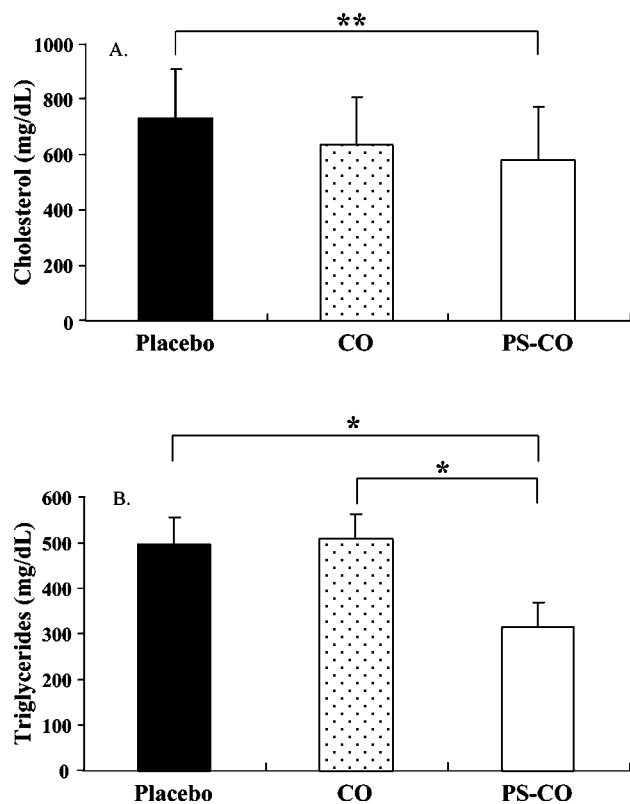 **
A.
Cholesterol (mg/dL)
1000
800
600
400
200
0
Placebo CO PS-CO
*
*
B.
Triglycerides (mg/dL)
600
500
400
300
200
100
0
Placebo CO PS-CO